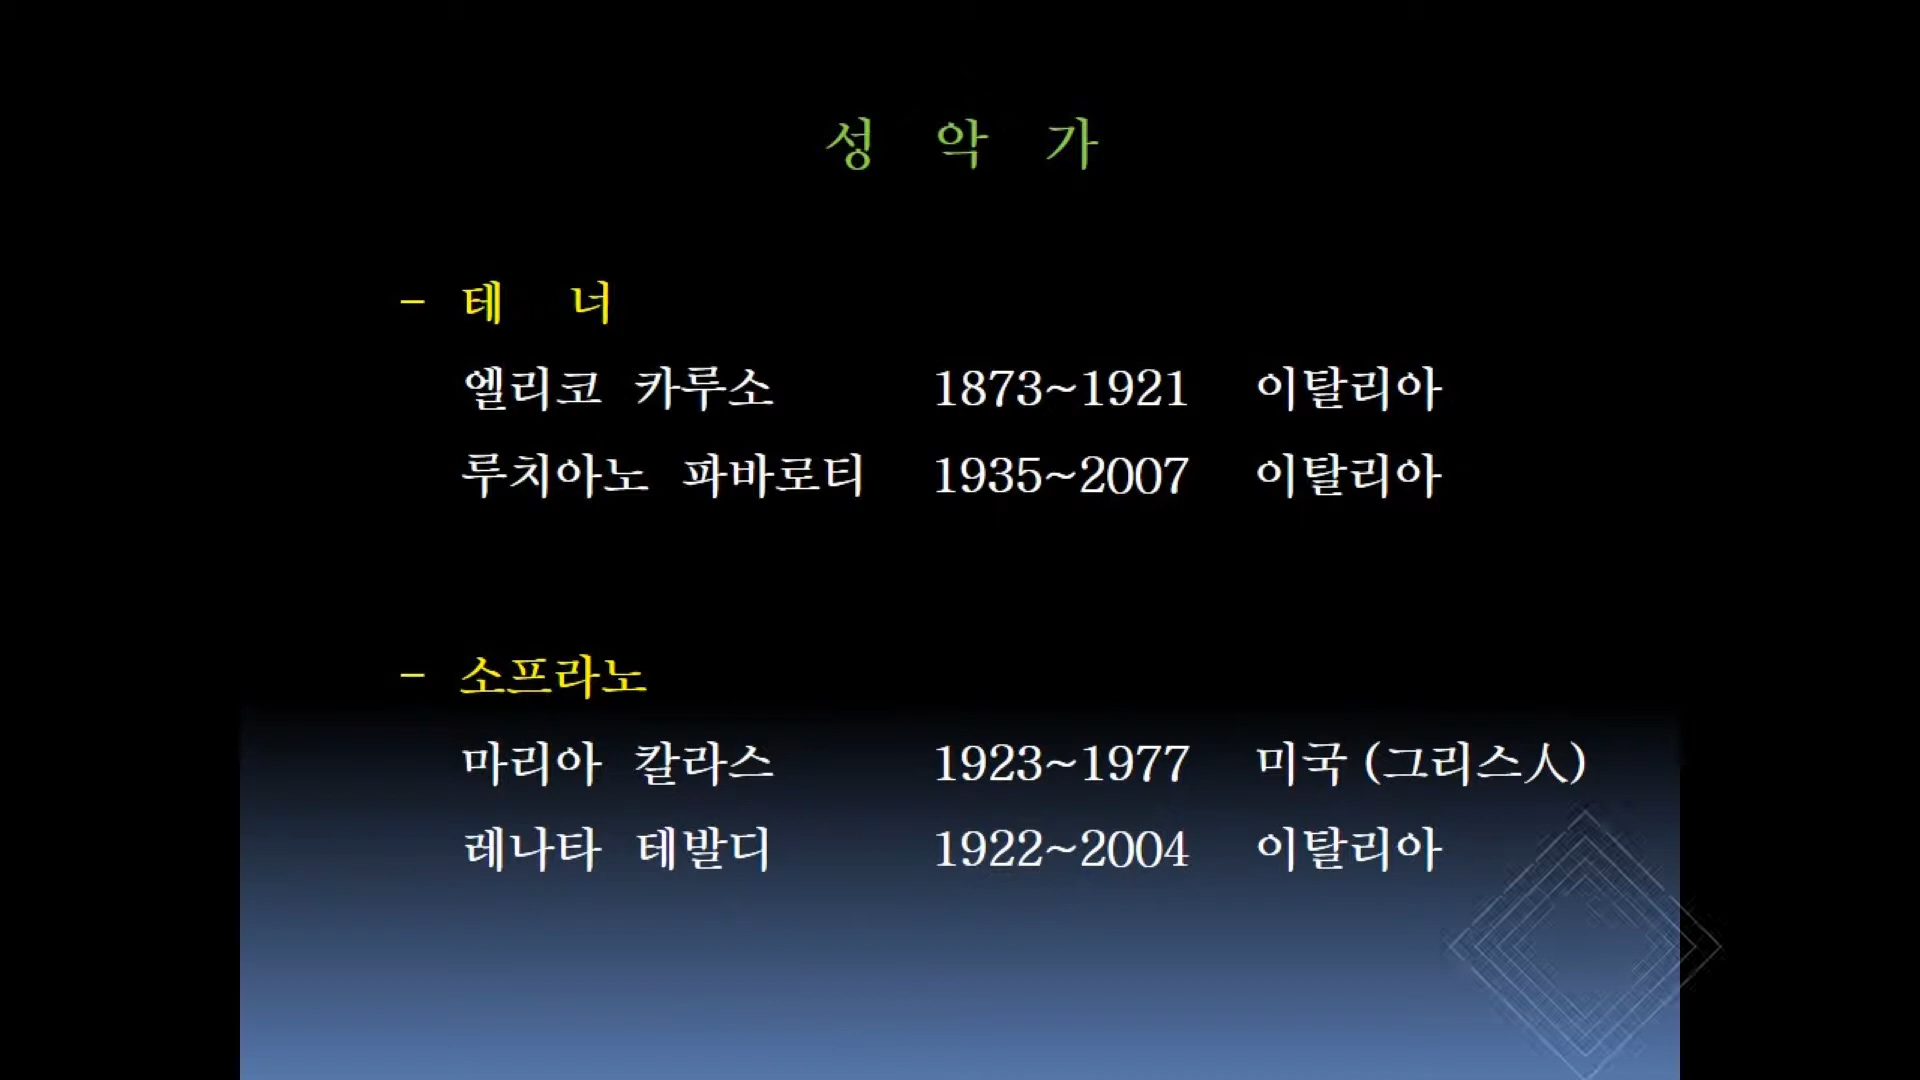 성 악 가
- 테 너
엘리코 카루소 1873~1921 이탈리아
루치아노 파바로티 1935~2007 이탈리아
- 소프라노
마리아 칼라스 1923~1977 미국 (그리스人)
레나타 테발디 1922~2004 이탈리아